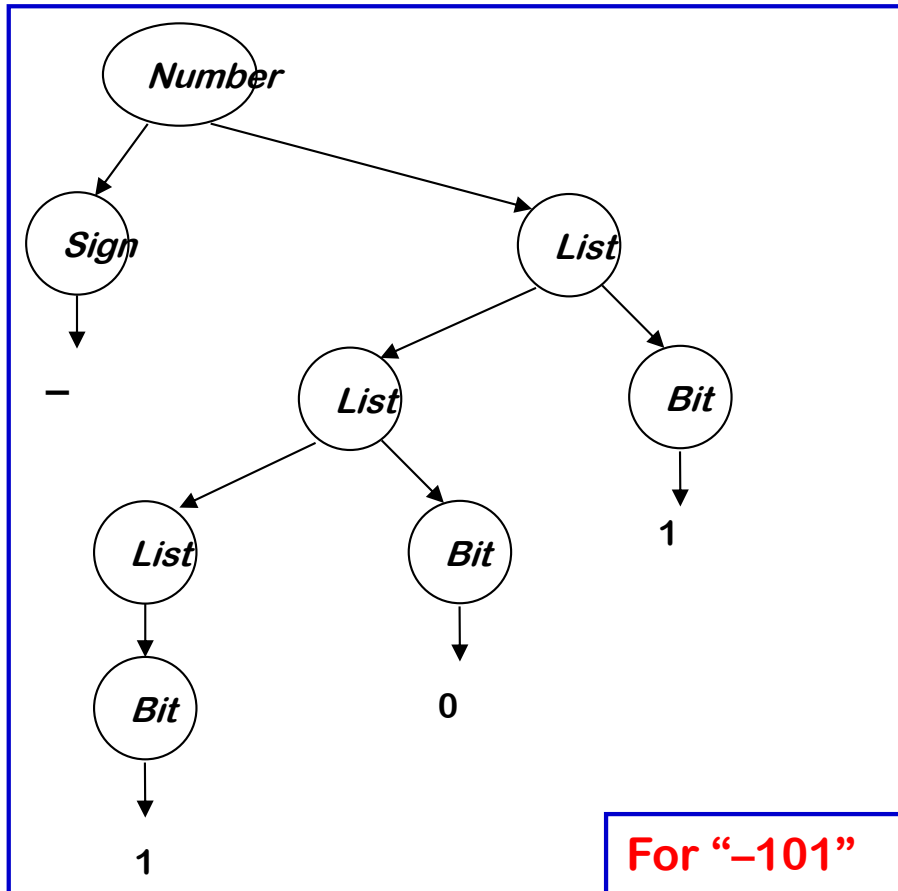 Number
Sign
List
–
List
Bit
List
Bit
1
Bit
0
1
For “–101”